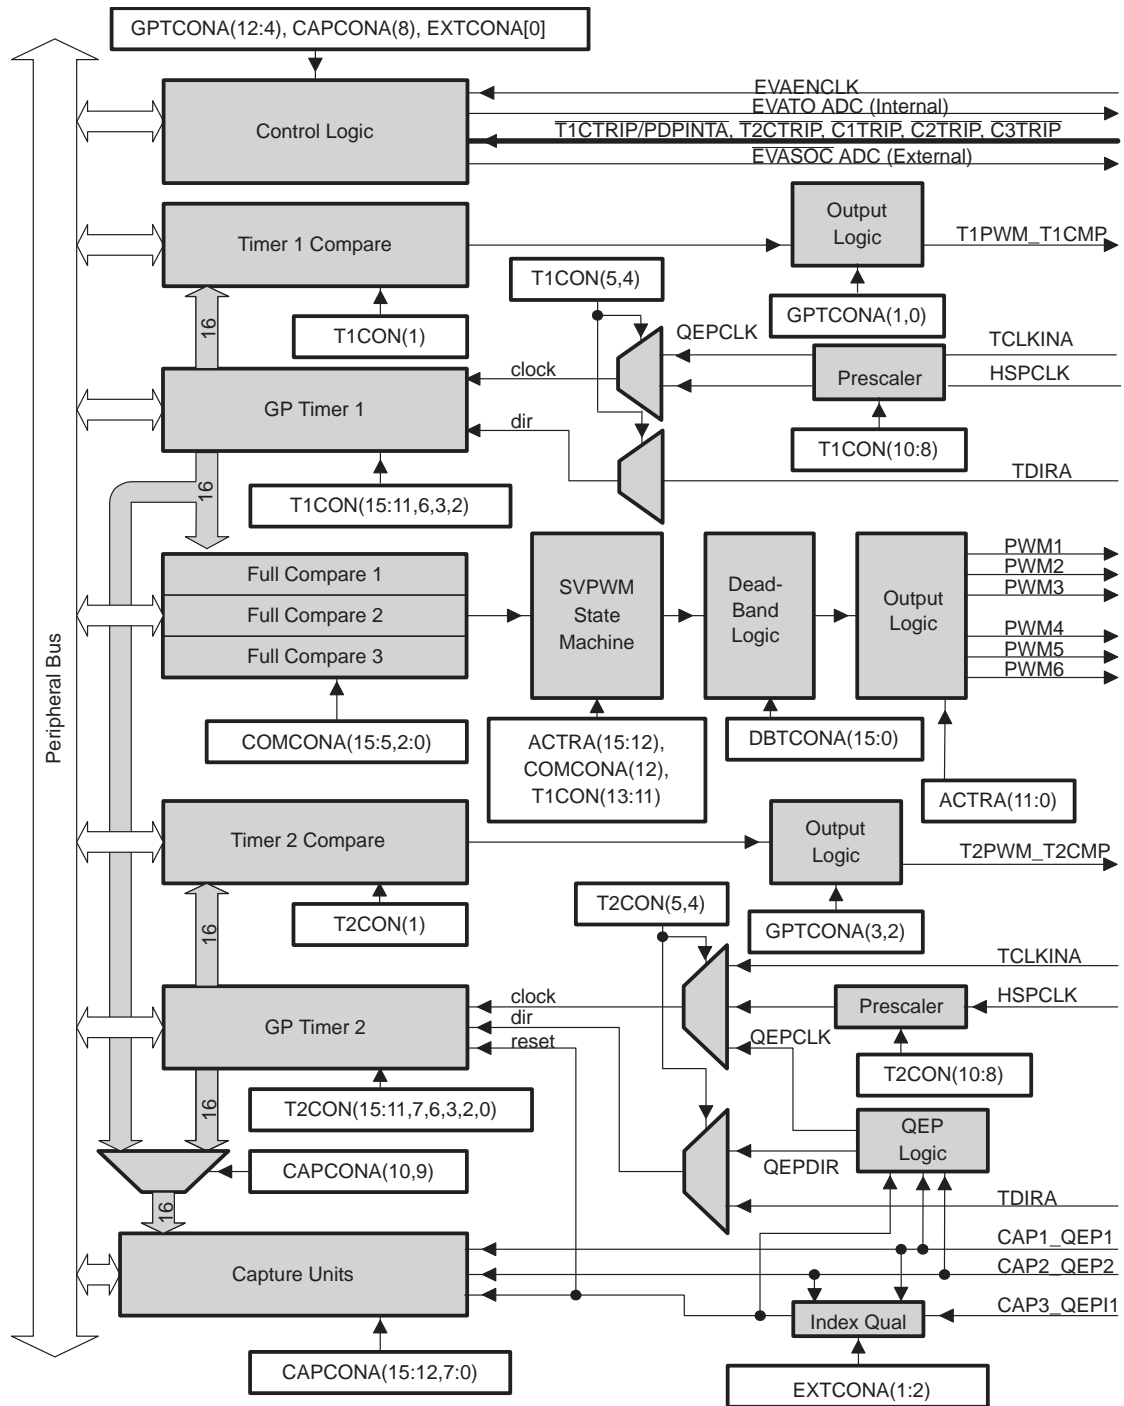 GPTCONA(12:4), CAPCONA(8), EXTCONA[0]
Control Logic
EVAENCLK
EVATO ADC (Internal)
T1CTRIP/PDPINTA, T2CTRIP, C1TRIP, C2TRIP, C3TRIP
EVASOC ADC (External)
Timer 1 Compare
Output
Logic
T1PWM_T1CMP
16
T1CON(1)
T1CON(5,4)
GPTCONA(1,0)
QEPCLK
TCLKINA
GP Timer 1
clock
Prescaler
HSPCLK
dir
T1CON(10:8)
TDIRA
16
T1CON(15:11,6,3,2)
Full Compare 1
Full Compare 2
Full Compare 3
SVPWM
State
Machine
Dead-
Band
Logic
Output
Logic
PWM1
PWM2
PWM3
PWM4
PWM5
PWM6
Peripheral Bus
COMCONA(15:5,2:0)
ACTRA(15:12),
COMCONA(12),
T1CON(13:11)
DBTCONA(15:0)
ACTRA(11:0)
Timer 2 Compare
Output
Logic
T2PWM_T2CMP
16
T2CON(1)
T2CON(5,4)
GPTCONA(3,2)
TCLKINA
GP Timer 2
clock
dir
reset
Prescaler
HSPCLK
QEPCLK
T2CON(10:8)
16
T2CON(15:11,7,6,3,2,0)
QEP
Logic
QEPDIR
CAPCONA(10,9)
TDIRA
16
Capture Units
CAP1_QEP1
CAP2_QEP2
CAP3_QEPI1
Index Qual
CAPCONA(15:12,7:0)
EXTCONA(1:2)